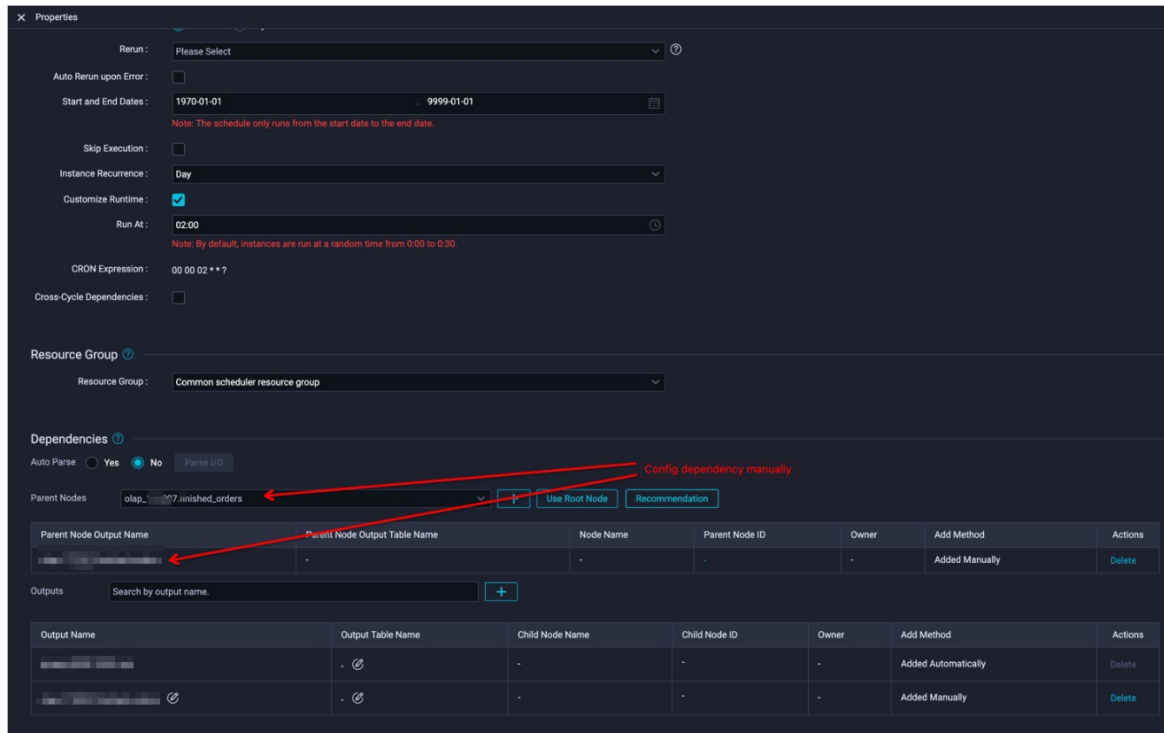 Properties
Rerun :
Please Select
Auto Rerun upon Error :
Start and End Dates :
1970-01-01 - 9999-01-01
Note: The schedule only runs from the start date to the end date.
Skip Execution :
Instance Recurrence :
Day
Customize Runtime :
Run At :
02:00
Note: By default, instances are run at a random time from 0:00 to 0:30.
CRON Expression :
00 00 02 * * ?
Cross-Cycle Dependencies :
Resource Group
Resource Group :
Common scheduler resource group
Dependencies
Auto Parse Yes No Parse I/O
Config dependency manually
Parent Nodes
007.finished_orders
Use Root Node Recommendation
Parent Node Output Name Parent Node Output Table Name Node Name Parent Node ID Owner Add Method Actions
- - - - Added Manually Delete
Outputs
Search by output name.
Output Name Output Table Name Child Node Name Child Node ID Owner Add Method Actions
- - - - Added Automatically Delete
- - - - Added Manually Delete